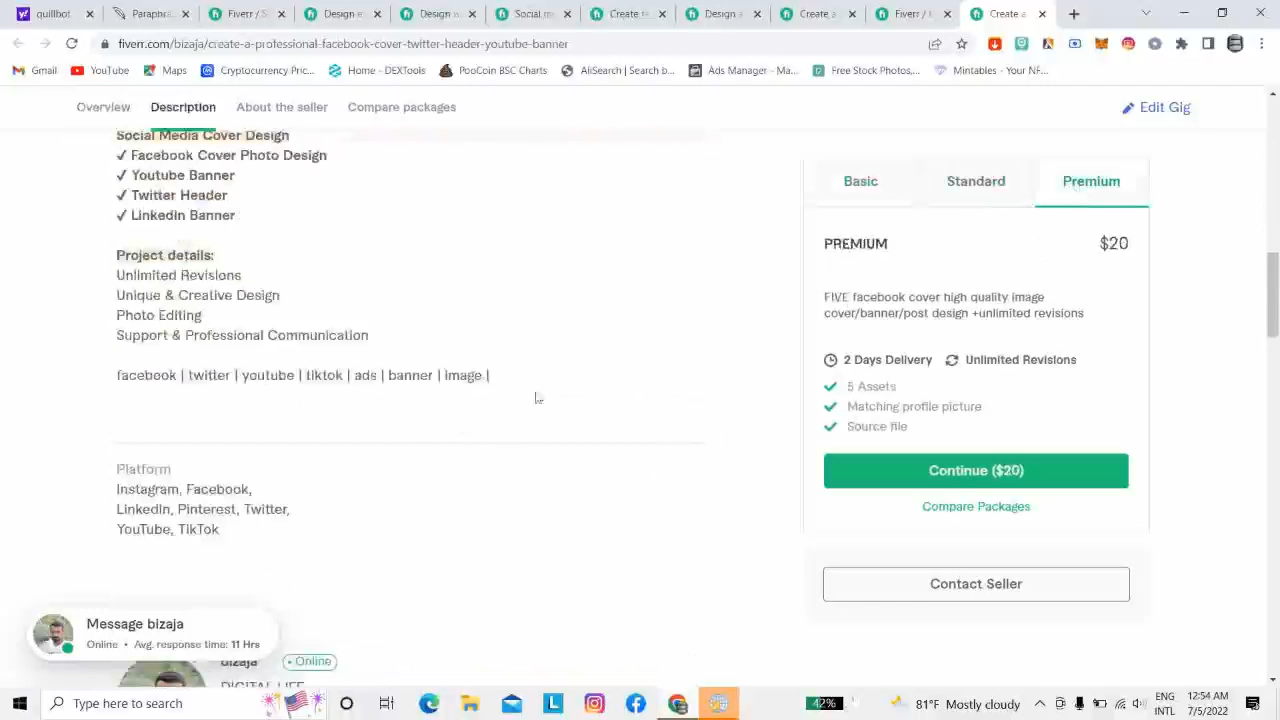 quillbot
Paraphr
Design e
Cover /S
Design a
Social m
Create fa
Design a
Create a
Fiverr /
Create a
fiverr.com/bizaja/create-a-professional-facebook-cover-twitter-header-youtube-banner
Gmail
YouTube
Maps
Cryptocurrency Pric...
Home - DEXTools
PooCoin BSC Charts
AliSearch | Search b...
Ads Manager - Ma...
Free Stock Photos,...
Mintables - Your NF...
Overview
Description
About the seller
Compare packages
Edit Gig
Social Media Cover Design
✓ Facebook Cover Photo Design
✓ Youtube Banner
✓ Twitter Header
✓ LinkedIn Banner
Project details:
Unlimited Revisions
Unique & Creative Design
Photo Editing
Support & Professional Communication
facebook | twitter | youtube | tiktok | ads | banner | image |
Platform
Instagram, Facebook,
LinkedIn, Pinterest, Twitter,
YouTube, TikTok
Basic
Standard
Premium
PREMIUM
$20
FIVE facebook cover high quality image
cover/banner/post design +unlimited revisions
2 Days Delivery
Unlimited Revisions
5 Assets
Matching profile picture
Source file
Continue ($20)
Compare Packages
Contact Seller
Message bizaja
Online • Avg. response time: 11 Hrs
bizaja
• Online
DIGITAL LIFE
Type here to search
42%
81°F Mostly cloudy
ENG
INTL
12:54 AM
7/5/2022